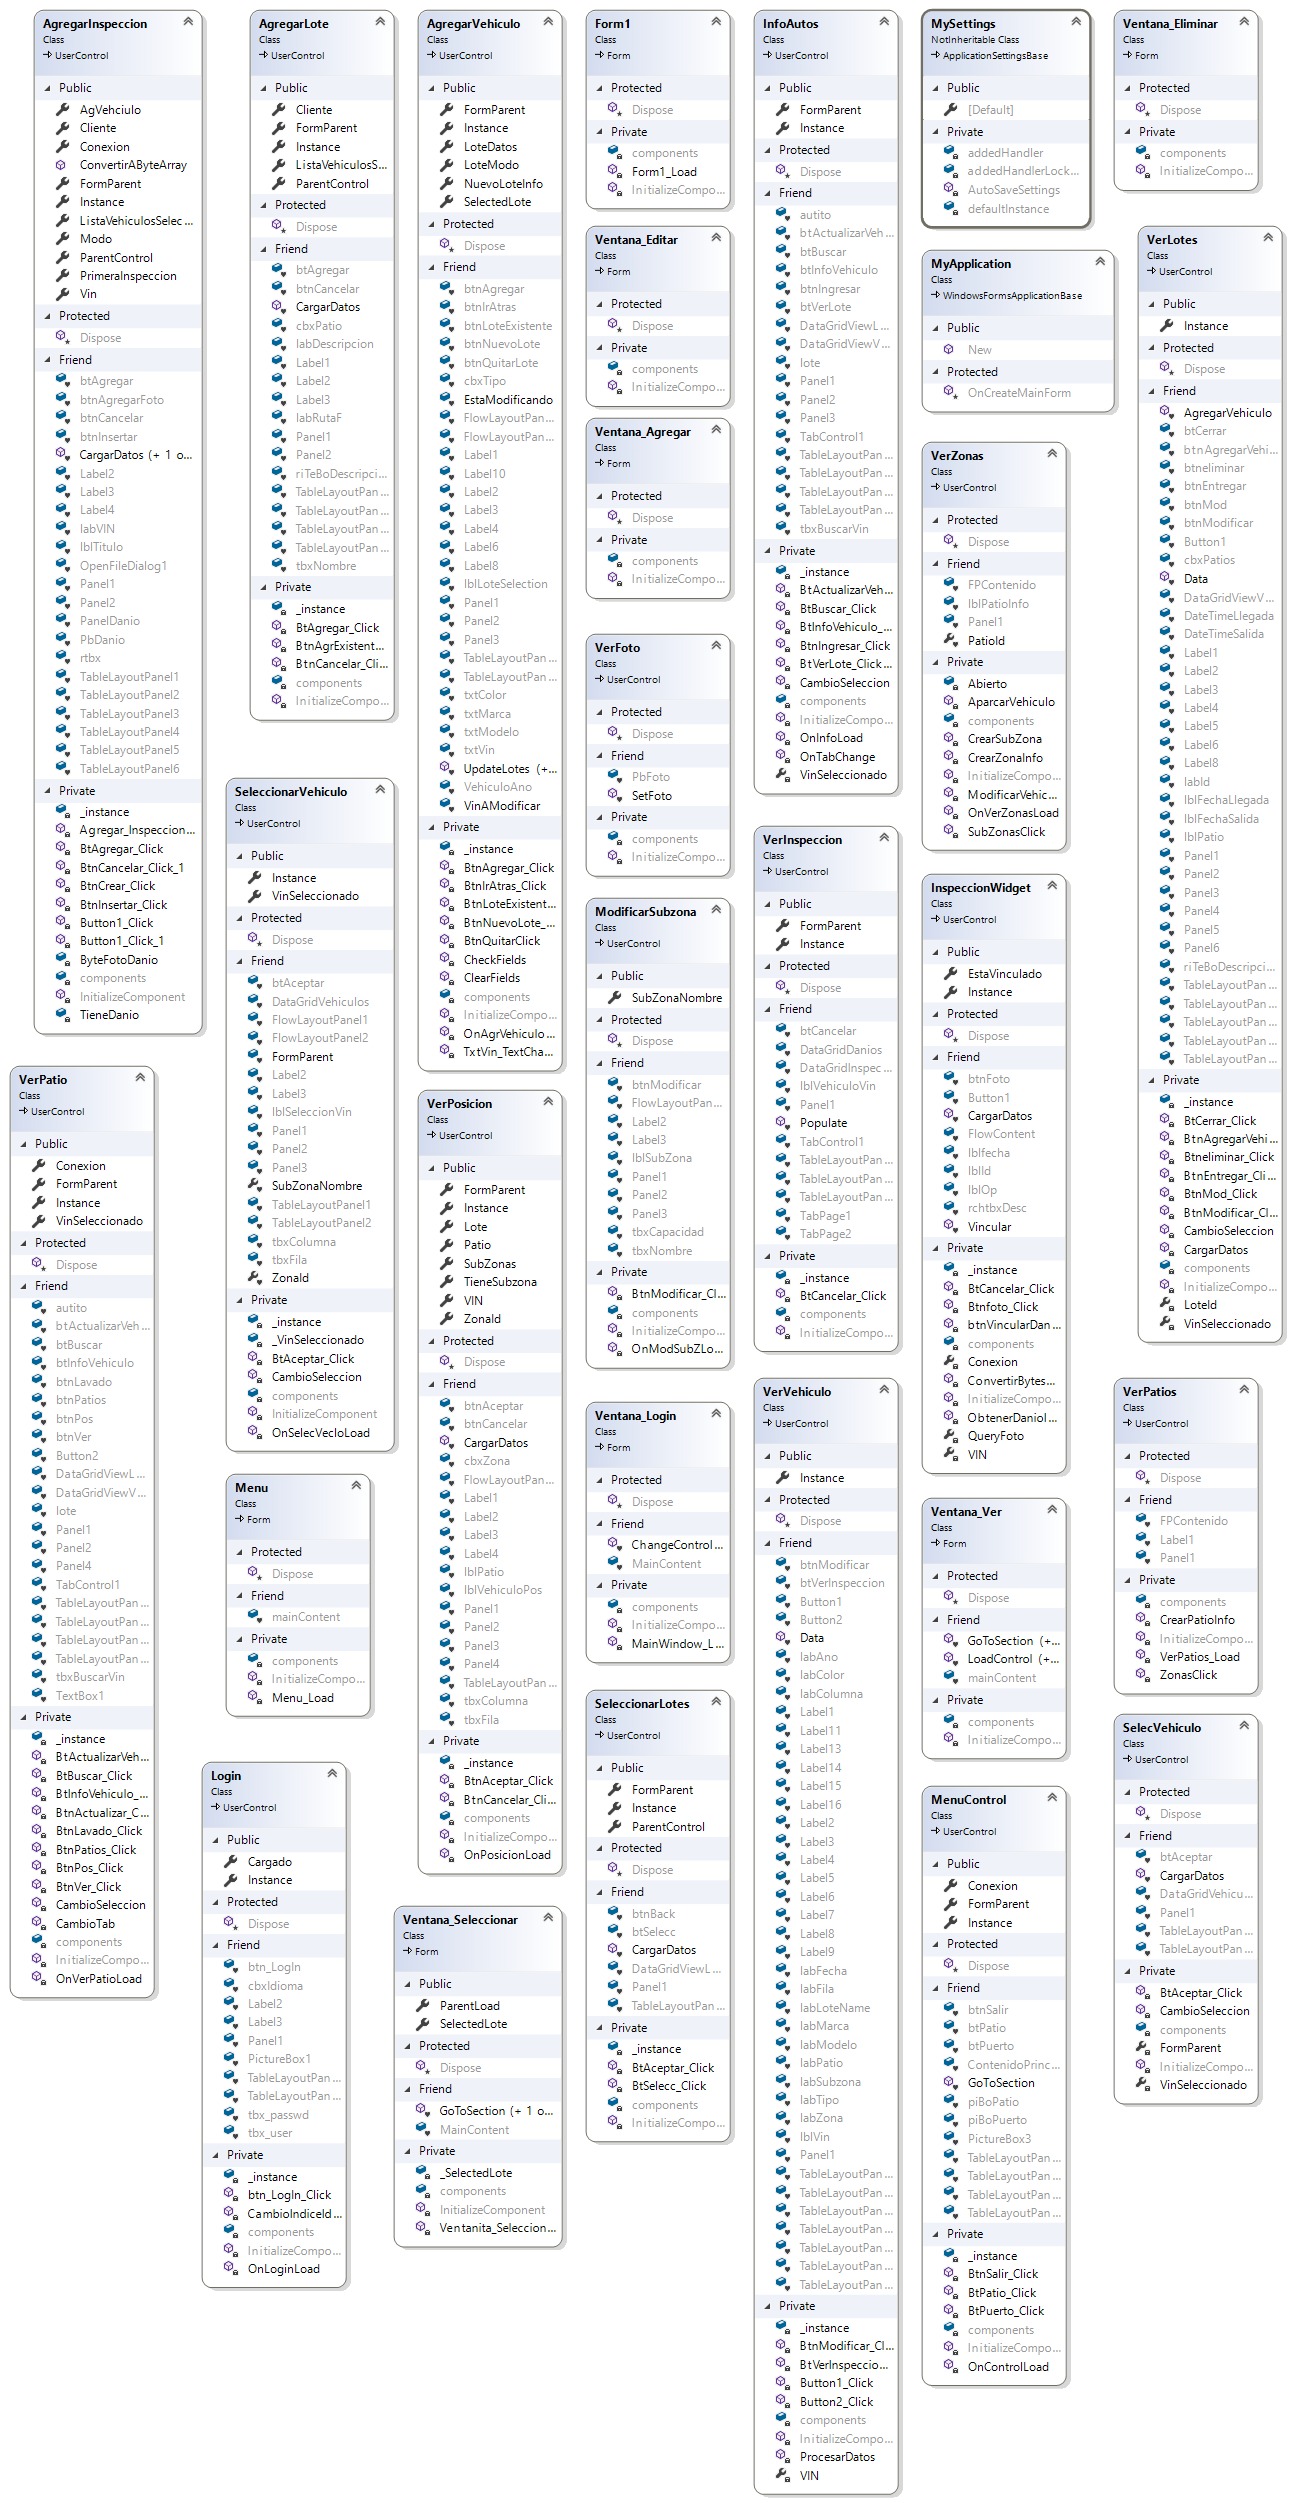 AgregarInspeccion
Class
UserControl
Public
AgVehciulo
Cliente
Conexion
ConvertirAByteArray
FormParent
Instance
ListaVehiculosSelec...
Modo
ParentControl
PrimeraInspeccion
Vin
Protected
Dispose
Friend
btAgregar
btnAgregarFoto
btnCancelar
btnInsertar
CargarDatos (+ 1 o...
Label2
Label3
Label4
labVIN
lblTitulo
OpenFileDialog1
Panel1
Panel2
PanelDanio
PbDanio
rtbx
TableLayoutPanel1
TableLayoutPanel2
TableLayoutPanel3
TableLayoutPanel4
TableLayoutPanel5
TableLayoutPanel6
Private
_instance
Agregar_Inspeccion...
BtAgregar_Click
BtnCancelar_Click_1
BtnCrear_Click
BtnInsertar_Click
Button1_Click
Button1_Click_1
ByteFotoDanio
components
InitializeComponent
TieneDanio
VerPatio
Class
UserControl
Public
Conexion
FormParent
Instance
VinSeleccionado
Protected
Dispose
Friend
autito
btActualizarVeh...
btBuscar
btInfoVehiculo
btnLavado
btnPatios
btnPos
btnVer
Button2
DataGridViewL...
DataGridViewV...
lote
Panel1
Panel2
Panel4
TabControl1
TableLayoutPan...
TableLayoutPan...
TableLayoutPan...
TableLayoutPan...
tbxBuscarVin
TextBox1
Private
_instance
BtActualizarVeh...
BtBuscar_Click
BtInfoVehiculo_...
BtnActualizar_C...
BtnLavado_Click
BtnPatios_Click
BtnPos_Click
BtnVer_Click
CambioSeleccion
CambioTab
components
InitializeCompo...
OnVerPatioLoad
AgregarLote
Class
UserControl
Public
Cliente
FormParent
Instance
ListaVehiculosS...
ParentControl
Protected
Dispose
Friend
btAgregar
btnCancelar
CargarDatos
cbxPatio
labDescripcion
Label1
Label2
Label3
labRutaF
Panel1
Panel2
riTeBoDescripci...
TableLayoutPan...
TableLayoutPan...
TableLayoutPan...
TableLayoutPan...
tbxNombre
Private
_instance
BtAgregar_Click
BtnAgrExistent...
BtnCancelar_Cli...
components
InitializeCompo...
SeleccionarVehiculo
Class
UserControl
Public
Instance
VinSeleccionado
Protected
Dispose
Friend
btAceptar
DataGridVehiculos
FlowLayoutPanel1
FlowLayoutPanel2
FormParent
Label2
Label3
lblSeleccionVin
Panel1
Panel2
Panel3
SubZonaNombre
TableLayoutPanel1
TableLayoutPanel2
tbxColumna
tbxFila
ZonaId
Private
_instance
_VinSeleccionado
BtAceptar_Click
CambioSeleccion
components
InitializeComponent
OnSelecVecloLoad
Menu
Class
Form
Protected
Dispose
Friend
mainContent
Private
components
InitializeCompo...
Menu_Load
Login
Class
UserControl
Public
Cargado
Instance
Protected
Dispose
Friend
btn_LogIn
cbxIdioma
Label2
Label3
Panel1
PictureBox1
TableLayoutPan...
TableLayoutPan...
tbx_passwd
tbx_user
Private
_instance
btn_LogIn_Click
CambioIndiceId...
components
InitializeCompo...
OnLoginLoad
AgregarVehiculo
Class
UserControl
Public
FormParent
Instance
LoteDatos
LoteModo
NuevoLoteInfo
SelectedLote
Protected
Dispose
Friend
btnAgregar
btnIrAtras
btnLoteExistente
btnNuevoLote
btnQuitarLote
cbxTipo
EstaModificando
FlowLayoutPan...
FlowLayoutPan...
Label1
Label10
Label2
Label3
Label4
Label6
Label8
lblLoteSelection
Panel1
Panel2
Panel3
TableLayoutPan...
TableLayoutPan...
txtColor
txtMarca
txtModelo
txtVin
UpdateLotes (+...
VehiculoAno
VinAModificar
Private
_instance
BtnAgregar_Click
BtnIrAtras_Click
BtnLoteExistent...
BtnNuevoLote_...
BtnQuitarClick
CheckFields
ClearFields
components
InitializeCompo...
OnAgrVehiculo...
TxtVin_TextCha...
VerPosicion
Class
UserControl
Public
FormParent
Instance
Lote
Patio
SubZonas
TieneSubzona
VIN
ZonaId
Protected
Dispose
Friend
btnAceptar
btnCancelar
CargarDatos
cbxZona
FlowLayoutPan...
Label1
Label2
Label3
Label4
lblPatio
lblVehiculoPos
Panel1
Panel2
Panel3
Panel4
TableLayoutPan...
tbxColumna
tbxFila
Private
_instance
BtnAceptar_Click
BtnCancelar_Cli...
components
InitializeCompo...
OnPosicionLoad
Ventana_Seleccionar
Class
Form
Public
ParentLoad
SelectedLote
Protected
Dispose
Friend
GoToSection (+ 1 o...
MainContent
Private
_SelectedLote
components
InitializeComponent
Ventanita_Seleccion...
Form1
Class
Form
Protected
Dispose
Private
components
Form1_Load
InitializeCompo...
Ventana_Editar
Class
Form
Protected
Dispose
Private
components
InitializeCompo...
Ventana_Agregar
Class
Form
Protected
Dispose
Private
components
InitializeCompo...
VerFoto
Class
UserControl
Protected
Dispose
Friend
PbFoto
SetFoto
Private
components
InitializeCompo...
ModificarSubzona
Class
UserControl
Public
SubZonaNombre
Protected
Dispose
Friend
btnModificar
FlowLayoutPan...
Label2
Label3
lblSubZona
Panel1
Panel2
Panel3
tbxCapacidad
tbxNombre
Private
BtnModificar_Cl...
components
InitializeCompo...
OnModSubZLo...
Ventana_Login
Class
Form
Protected
Dispose
Friend
ChangeControl...
MainContent
Private
components
InitializeCompo...
MainWindow_L...
SeleccionarLotes
Class
UserControl
Public
FormParent
Instance
ParentControl
Protected
Dispose
Friend
btnBack
btSelecc
CargarDatos
DataGridViewL...
Panel1
TableLayoutPan...
Private
_instance
BtAceptar_Click
BtSelecc_Click
components
InitializeCompo...
InfoAutos
Class
UserControl
Public
FormParent
Instance
Protected
Dispose
Friend
autito
btActualizarVeh...
btBuscar
btInfoVehiculo
btnIngresar
btVerLote
DataGridViewL...
DataGridViewV...
lote
Panel1
Panel2
Panel3
TabControl1
TableLayoutPan...
TableLayoutPan...
TableLayoutPan...
TableLayoutPan...
tbxBuscarVin
Private
_instance
BtActualizarVeh...
BtBuscar_Click
BtInfoVehiculo_...
BtnIngresar_Click
BtVerLote_Click...
CambioSeleccion
components
InitializeCompo...
OnInfoLoad
OnTabChange
VinSeleccionado
VerInspeccion
Class
UserControl
Public
FormParent
Instance
Protected
Dispose
Friend
btCancelar
DataGridDanios
DataGridInspec...
lblVehiculoVin
Panel1
Populate
TabControl1
TableLayoutPan...
TableLayoutPan...
TableLayoutPan...
TabPage1
TabPage2
Private
_instance
BtCancelar_Click
components
InitializeCompo...
VerVehiculo
Class
UserControl
Public
Instance
Protected
Dispose
Friend
btnModificar
btVerInspeccion
Button1
Button2
Data
labAno
labColor
labColumna
Label1
Label11
Label13
Label14
Label15
Label16
Label2
Label3
Label4
Label5
Label6
Label7
Label8
Label9
labFecha
labFila
labLoteName
labMarca
labModelo
labPatio
labSubzona
labTipo
labZona
lblVin
Panel1
TableLayoutPan...
TableLayoutPan...
TableLayoutPan...
TableLayoutPan...
TableLayoutPan...
TableLayoutPan...
TableLayoutPan...
Private
_instance
BtnModificar_Cl...
BtVerInspeccio...
Button1_Click
Button2_Click
components
InitializeCompo...
ProcesarDatos
VIN
MySettings
NotInheritable Class
ApplicationSettingsBase
Public
[Default]
Private
addedHandler
addedHandlerLock...
AutoSaveSettings
defaultInstance
MyApplication
Class
WindowsFormsApplicationBase
Public
New
Protected
OnCreateMainForm
VerZonas
Class
UserControl
Protected
Dispose
Friend
FPContenido
lblPatioInfo
Panel1
PatioId
Private
Abierto
AparcarVehiculo
components
CrearSubZona
CrearZonaInfo
InitializeCompo...
ModificarVehic...
OnVerZonasLoad
SubZonasClick
InspeccionWidget
Class
UserControl
Public
EstaVinculado
Instance
Protected
Dispose
Friend
btnFoto
Button1
CargarDatos
FlowContent
lblfecha
lblId
lblOp
rchtbxDesc
Vincular
Private
_instance
BtCancelar_Click
Btnfoto_Click
btnVincularDan...
components
Conexion
ConvertirBytes...
InitializeCompo...
ObtenerDanioI...
QueryFoto
VIN
Ventana_Ver
Class
Form
Protected
Dispose
Friend
GoToSection (+...
LoadControl (+...
mainContent
Private
components
InitializeCompo...
MenuControl
Class
UserControl
Public
Conexion
FormParent
Instance
Protected
Dispose
Friend
btnSalir
btPatio
btPuerto
ContenidoPrinc...
GoToSection
piBoPatio
piBoPuerto
PictureBox3
TableLayoutPan...
TableLayoutPan...
TableLayoutPan...
TableLayoutPan...
Private
_instance
BtnSalir_Click
BtPatio_Click
BtPuerto_Click
components
InitializeCompo...
OnControlLoad
Ventana_Eliminar
Class
Form
Protected
Dispose
Private
components
InitializeCompo...
VerLotes
Class
UserControl
Public
Instance
Protected
Dispose
Friend
AgregarVehiculo
btCerrar
btnAgregarVehi...
btneliminar
btnEntregar
btnMod
btnModificar
Button1
cbxPatios
Data
DataGridViewV...
DateTimeLlegada
DateTimeSalida
Label1
Label2
Label3
Label4
Label5
Label6
Label8
labId
lblFechaLlegada
lblFechaSalida
lblPatio
Panel1
Panel2
Panel3
Panel4
Panel5
Panel6
riTeBoDescripci...
TableLayoutPan...
TableLayoutPan...
TableLayoutPan...
TableLayoutPan...
TableLayoutPan...
Private
_instance
BtCerrar_Click
BtnAgregarVehi...
Btneliminar_Click
BtnEntregar_Cli...
BtnMod_Click
BtnModificar_Cl...
CambioSeleccion
CargarDatos
components
InitializeCompo...
LoteId
VinSeleccionado
VerPatios
Class
UserControl
Protected
Dispose
Friend
FPContenido
Label1
Panel1
Private
components
CrearPatioInfo
InitializeCompo...
VerPatios_Load
ZonasClick
SelecVehiculo
Class
UserControl
Protected
Dispose
Friend
btAceptar
CargarDatos
DataGridVehicu...
Panel1
TableLayoutPan...
TableLayoutPan...
Private
BtAceptar_Click
CambioSeleccion
components
FormParent
InitializeCompo...
VinSeleccionado